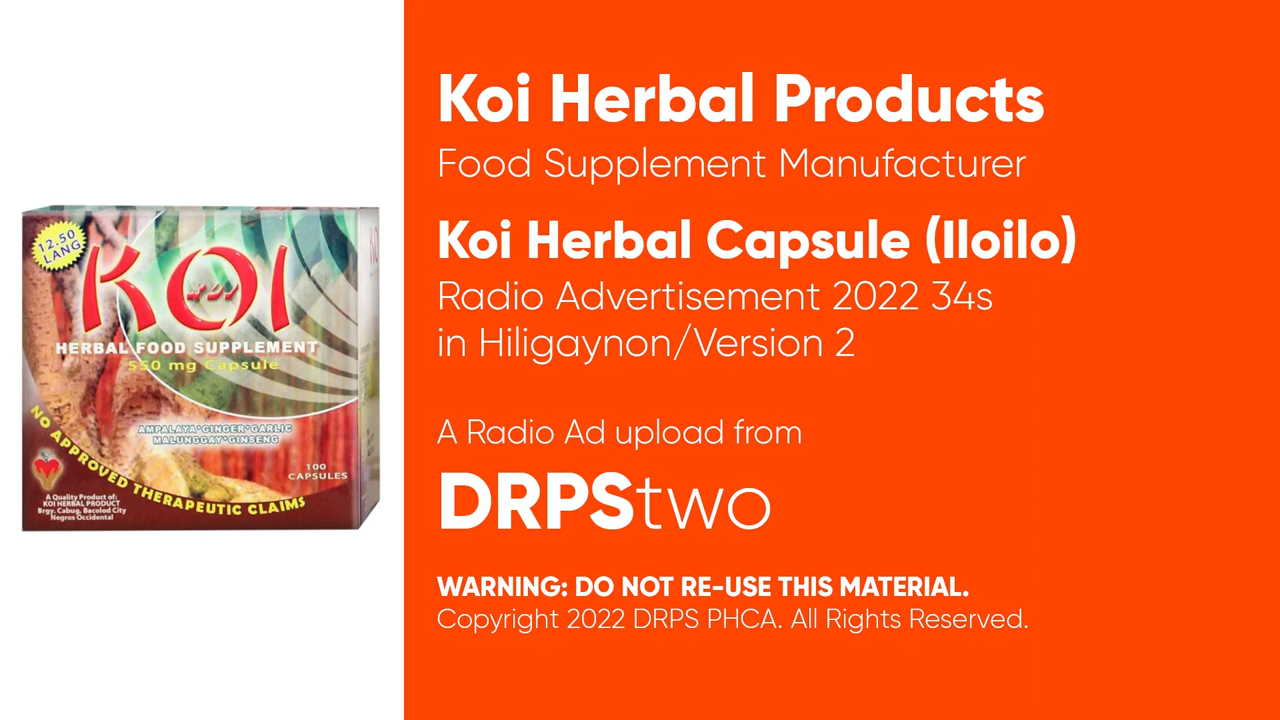 12.50
LANG
KOI
HERBAL FOOD SUPPLEMENT
550 mg Capsule
AMPALAYA*GINGER*GARLIC
MALUNGGAY*GINSENG
100
CAPSULES
NO APPROVED THERAPEUTIC CLAIMS
A Quality Product of:
KOI HERBAL PRODUCT
Brgy. Cabug, Bacolod City
Negros Occidental
Koi Herbal Products
Food Supplement Manufacturer
Koi Herbal Capsule (Iloilo)
Radio Advertisement 2022 34s
in Hiligaynon/Version 2
A Radio Ad upload from
DRPStwo
WARNING: DO NOT RE-USE THIS MATERIAL.
Copyright 2022 DRPS PHCA. All Rights Reserved.